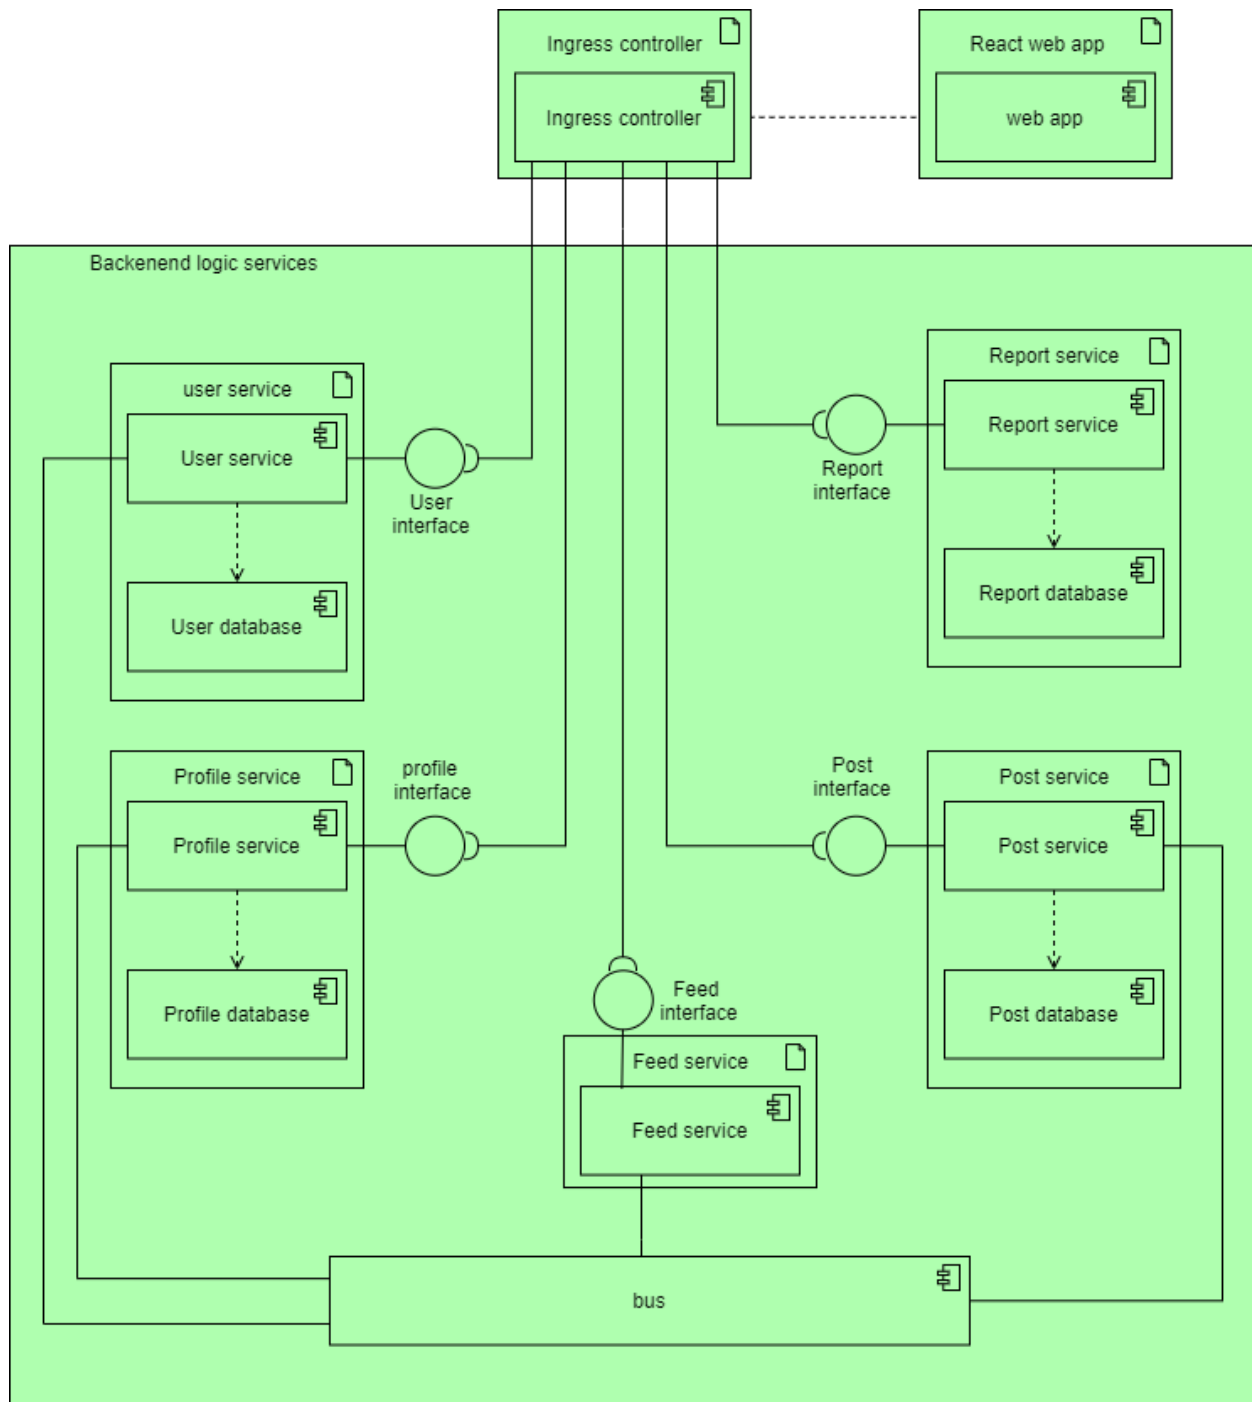 Ingress controller
React web app
Ingress controller
web app
Backenend logic services
Report service
user service
Report service
User service
Report
interface
User
interface
Report database
User database
Profile service
profile
interface
Post
interface
Post service
Profile service
Post service
Profile database
Feed
interface
Post database
Feed service
Feed service
bus